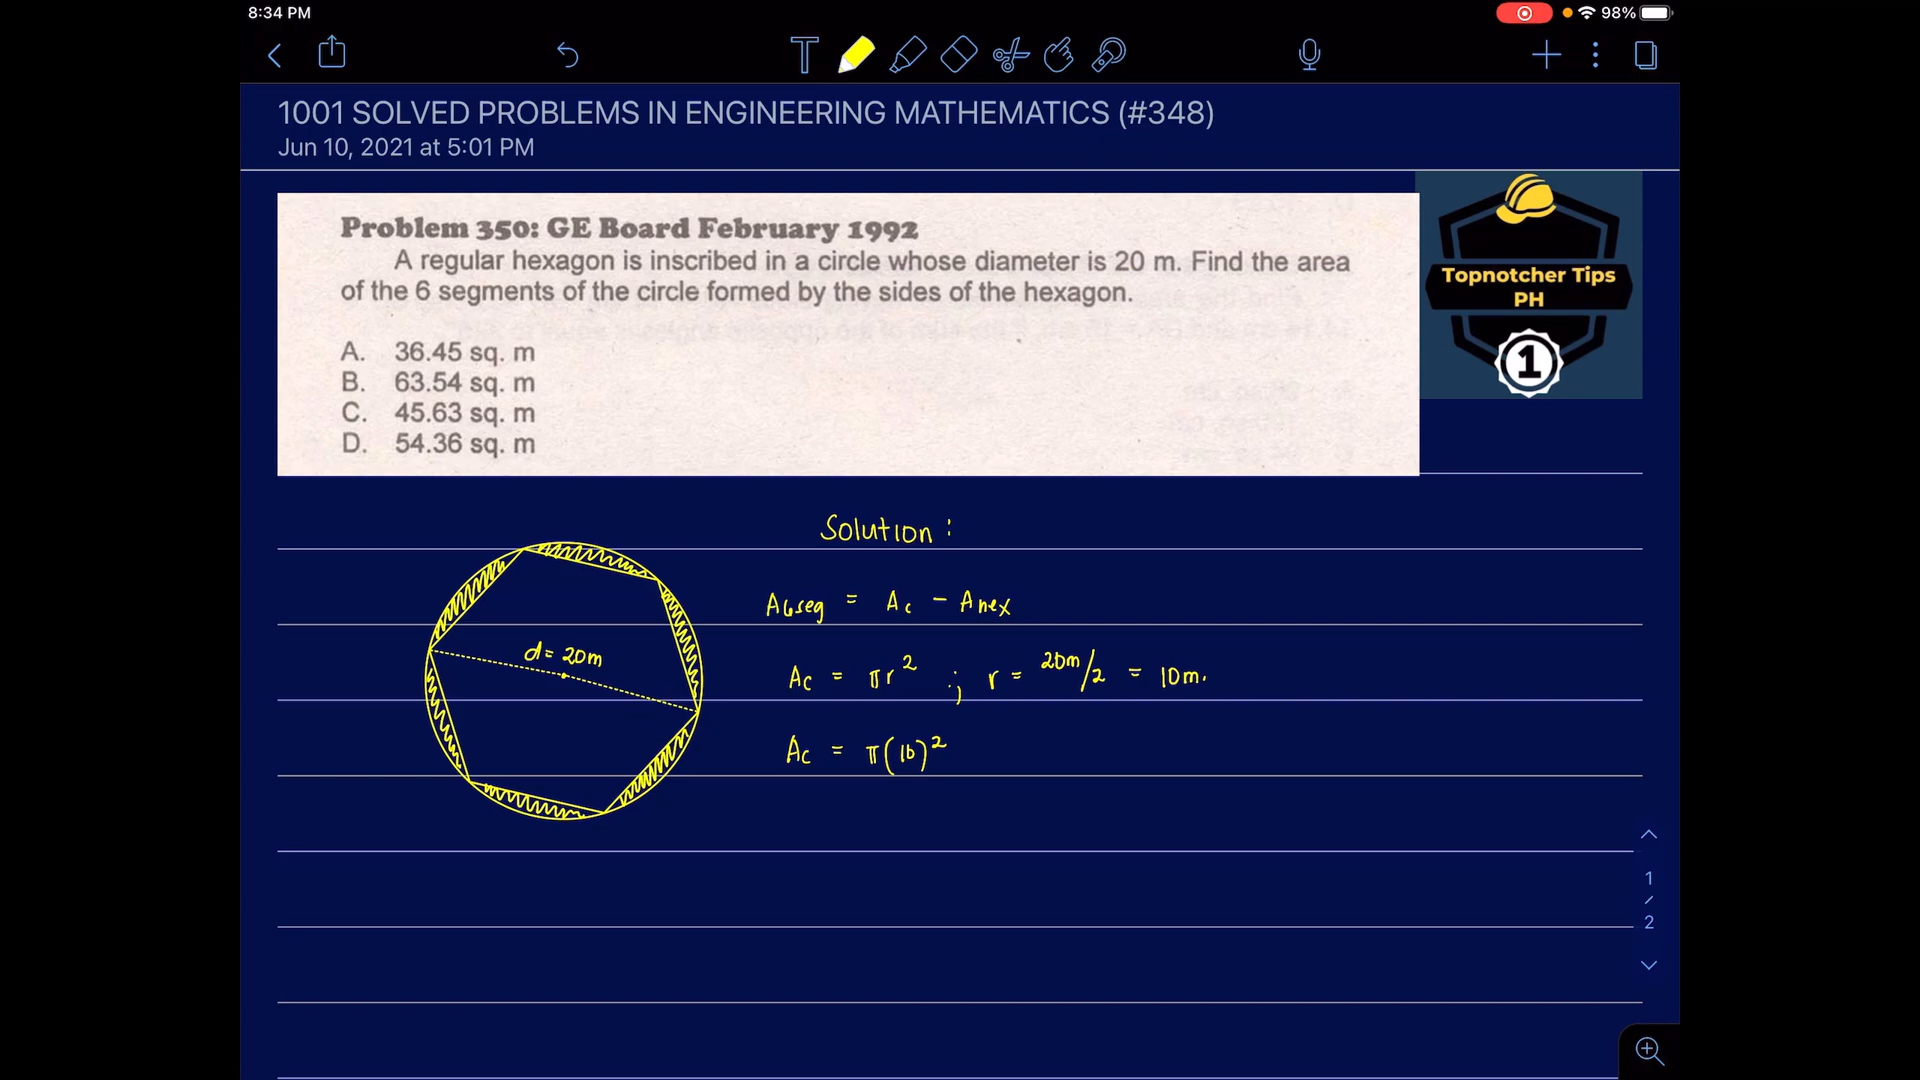 8:34 PM
98%
1001 SOLVED PROBLEMS IN ENGINEERING MATHEMATICS (#348)
Jun 10, 2021 at 5:01 PM
Problem 350: GE Board February 1992
A regular hexagon is inscribed in a circle whose diameter is 20 m. Find the area
of the 6 segments of the circle formed by the sides of the hexagon.
A. 36.45 sq. m
B. 63.54 sq. m
C. 45.63 sq. m
D. 54.36 sq. m
Topnotcher Tips
PH
1
Solution :
A6seg = Ac - Anex
d = 20m
Ac = πr² ; r = 20m/2 = 10m.
Ac = π(10)²
1
/
2